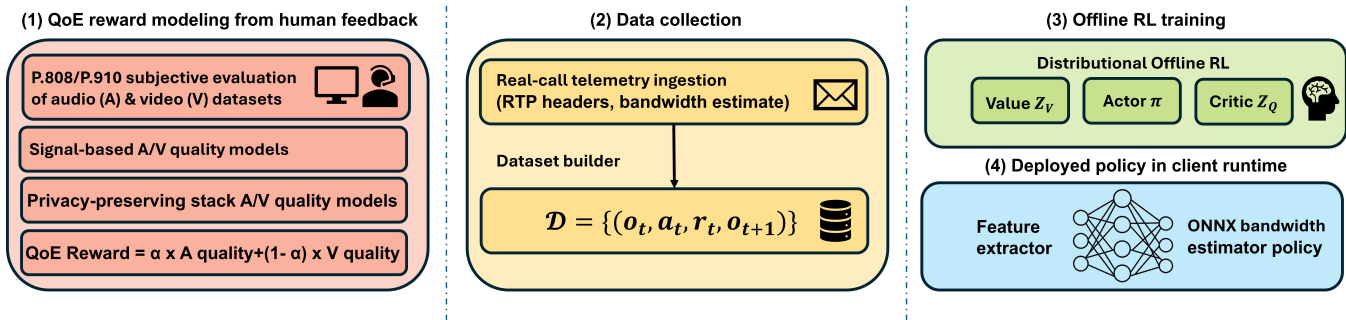 (1) QoE reward modeling from human feedback
P.808/P.910 subjective evaluation
of audio (A) & video (V) datasets
Signal-based A/V quality models
Privacy-preserving stack A/V quality models
QoE Reward = α x A quality+(1- α) x V quality
(2) Data collection
Real-call telemetry ingestion
(RTP headers, bandwidth estimate)
Dataset builder
𝓓 = {(o_t, a_t, r_t, o_{t+1})}
(3) Offline RL training
Distributional Offline RL
Value Z_V
Actor π
Critic Z_Q
(4) Deployed policy in client runtime
Feature
extractor
ONNX bandwidth
estimator policy